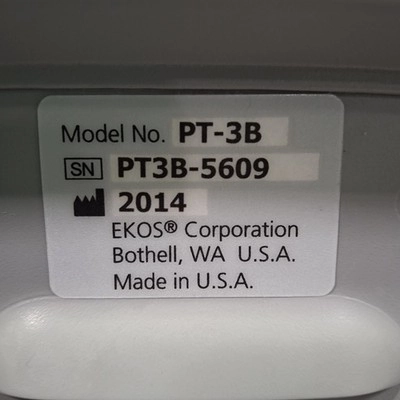 Model No. PT-3B
SN PT3B-5609
2014
EKOS® Corporation
Bothell, WA U.S.A.
Made in U.S.A.